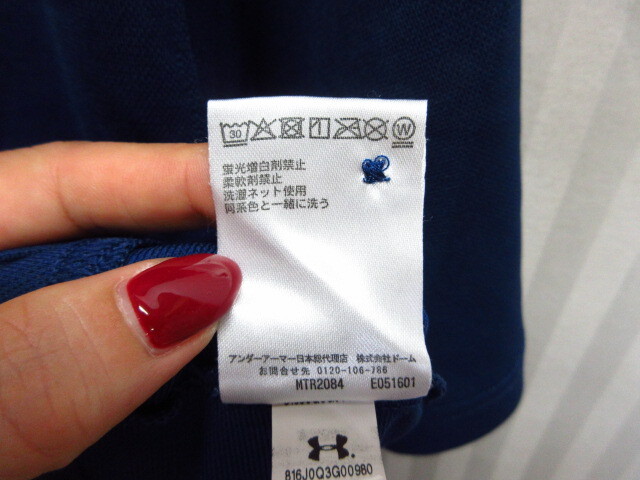 30 W
蛍光増白剤禁止
柔軟剤禁止
洗濯ネット使用
同系色と一緒に洗う
アンダーアーマー日本総代理店 株式会社ドーム
お問合せ先 0120-106-786
MTR2084 E051601
816J0Q3G00980